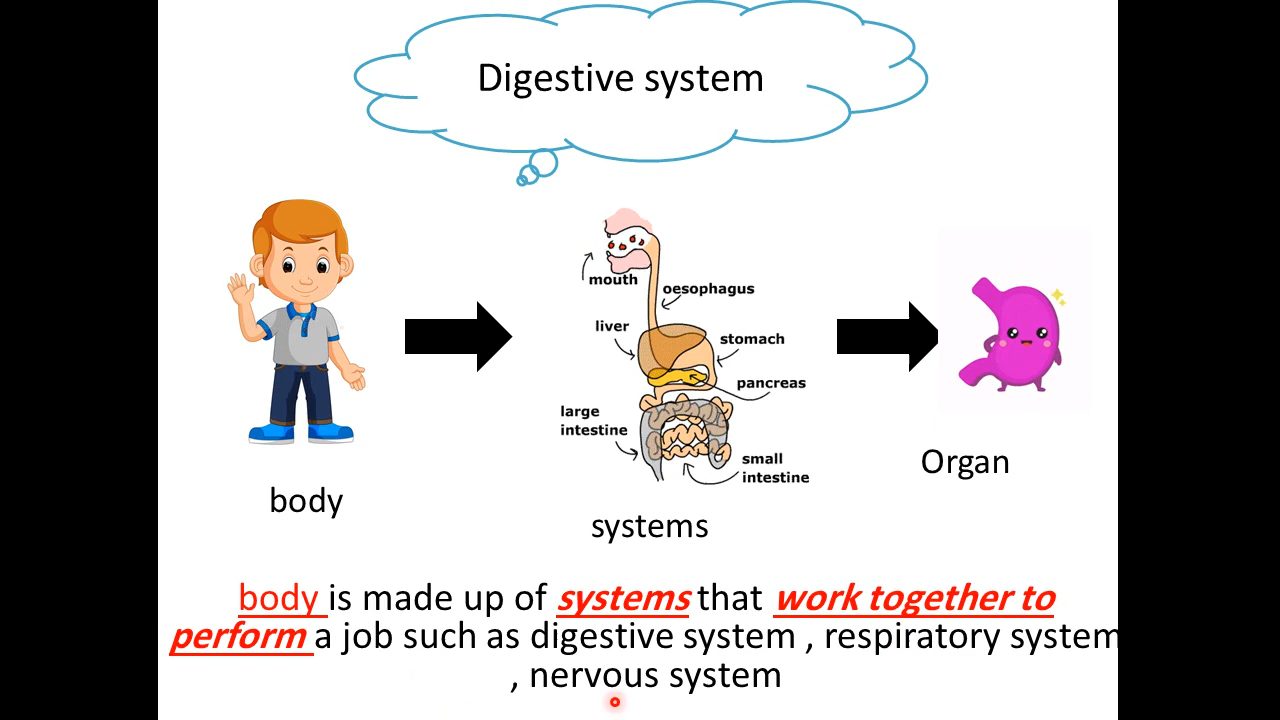 Digestive system
mouth
oesophagus
liver
stomach
pancreas
large
intestine
small
intestine
body
systems
Organ
body is made up of systems that work together to
perform a job such as digestive system , respiratory system
, nervous system